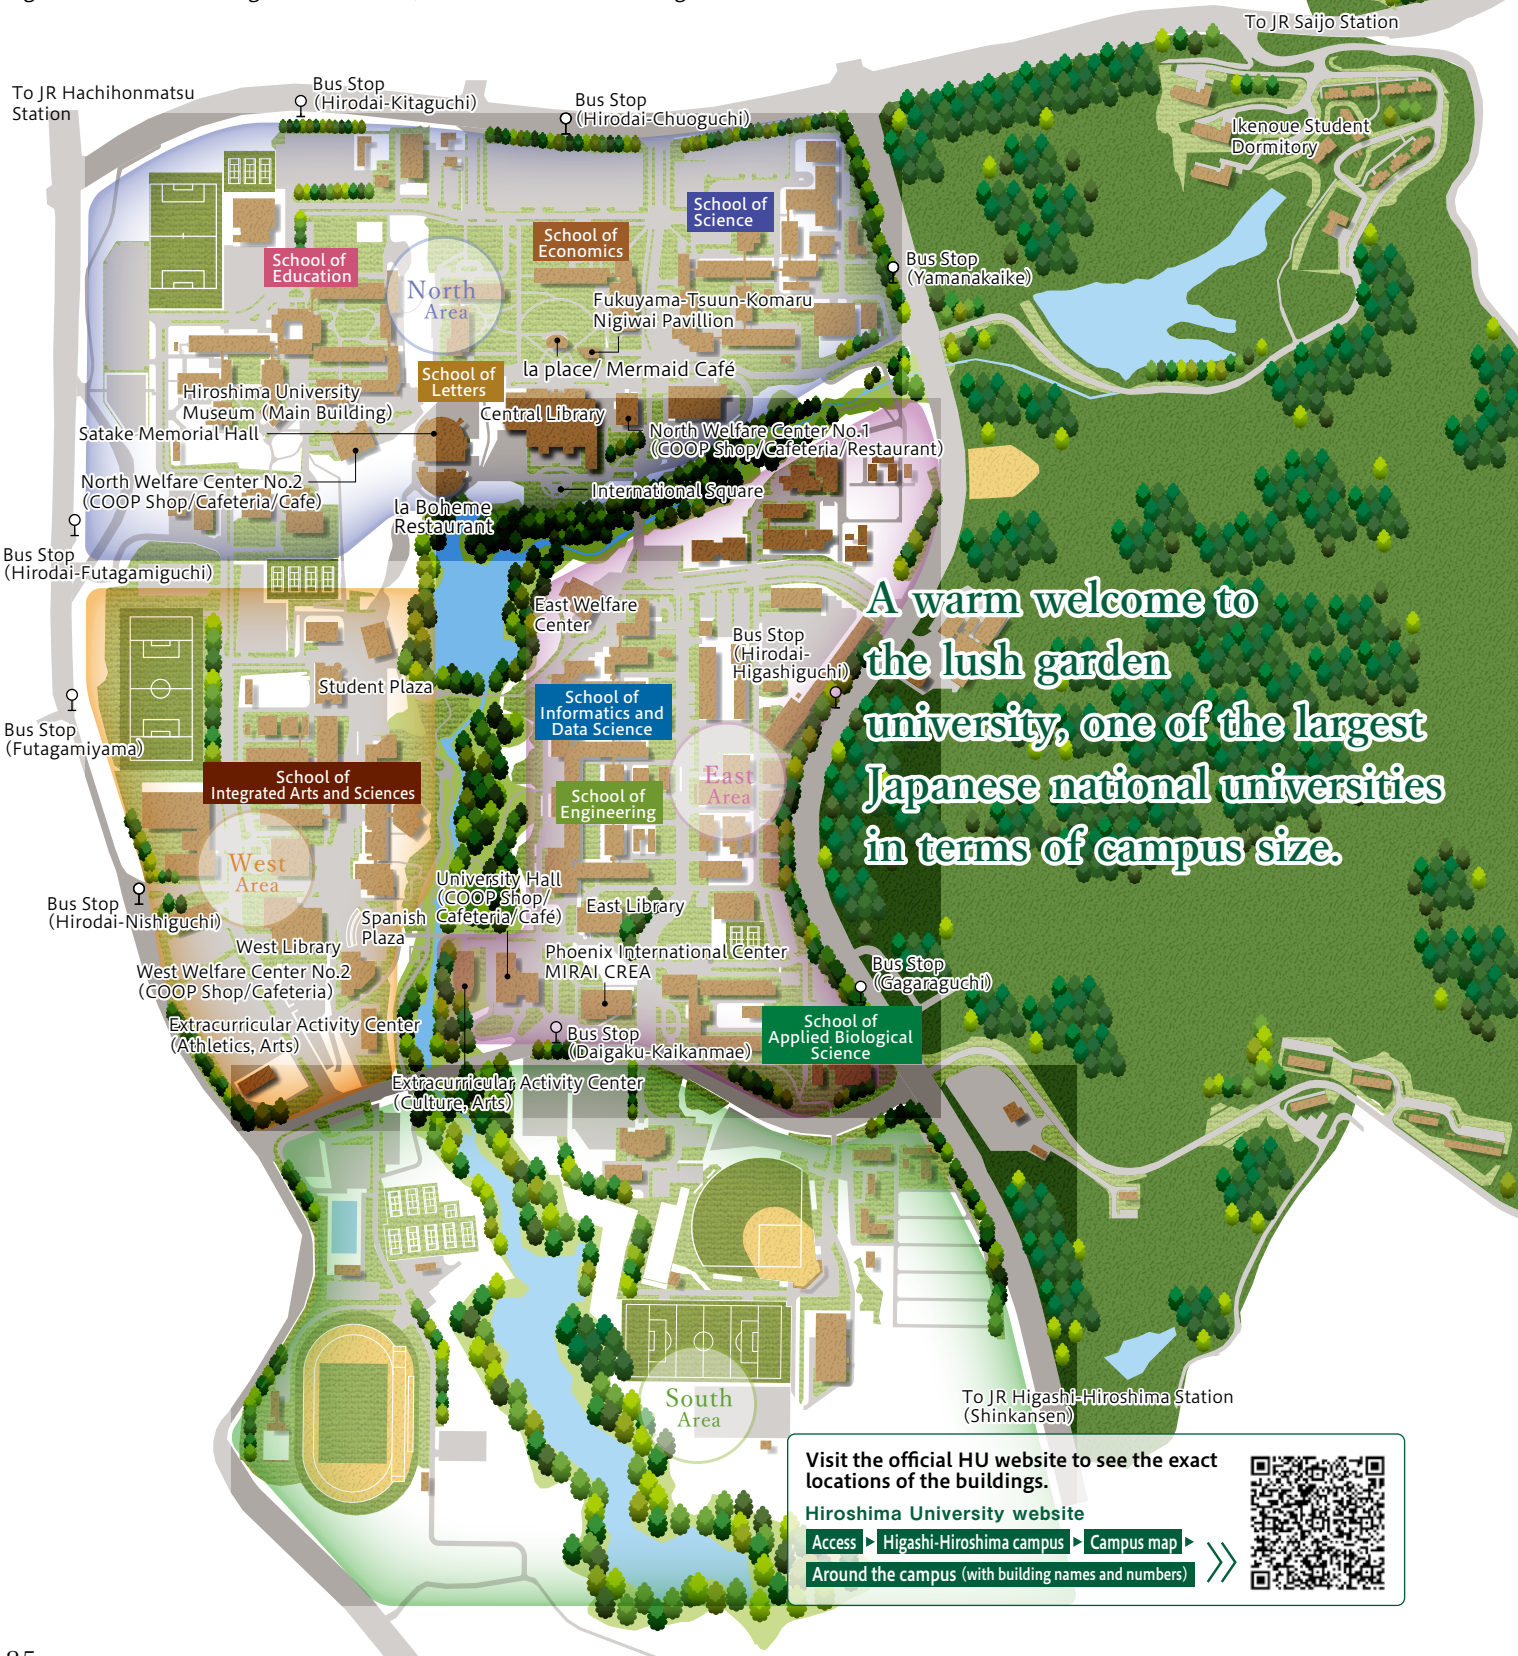 To JR Saijo Station
To JR Hachihonmatsu
Station
Bus Stop
(Hirodai-Kitaguchi)
Bus Stop
(Hirodai-Chuoguchi)
Ikenoue Student
Dormitory
School of
Science
School of
Economics
School of
Education
North
Area
Bus Stop
(Yamanakaike)
Fukuyama-Tsuun-Komaru
Nigiwai Pavillion
la place/ Mermaid Café
School of
Letters
Hiroshima University
Museum (Main Building)
Central Library
Satake Memorial Hall
North Welfare Center No.1
(COOP Shop/Cafeteria/Restaurant)
North Welfare Center No.2
(COOP Shop/Cafeteria/Café)
International Square
la Boheme
Restaurant
Bus Stop
(Hirodai-Futagamiguchi)
A warm welcome to
the lush garden
university, one of the largest
Japanese national universities
in terms of campus size.
East Welfare
Center
Bus Stop
(Hirodai-
Higashiguchi)
Student Plaza
School of
Informatics and
Data Science
Bus Stop
(Futagamiyama)
School of
Integrated Arts and Sciences
East
Area
School of
Engineering
West
Area
University Hall
(COOP Shop/
Cafeteria/Café)
Bus Stop
(Hirodai-Nishiguchi)
Spanish
Plaza
East Library
West Library
Phoenix International Center
MIRAI CREA
West Welfare Center No.2
(COOP Shop/Cafeteria)
Bus Stop
(Gagaraguchi)
Extracurricular Activity Center
(Athletics, Arts)
Bus Stop
(Daigaku-Kaikanmae)
School of
Applied Biological
Science
Extracurricular Activity Center
(Culture, Arts)
South
Area
To JR Higashi-Hiroshima Station
(Shinkansen)
Visit the official HU website to see the exact
locations of the buildings.
Hiroshima University website
Access ▶ Higashi-Hiroshima campus ▶ Campus map ▶
Around the campus (with building names and numbers)